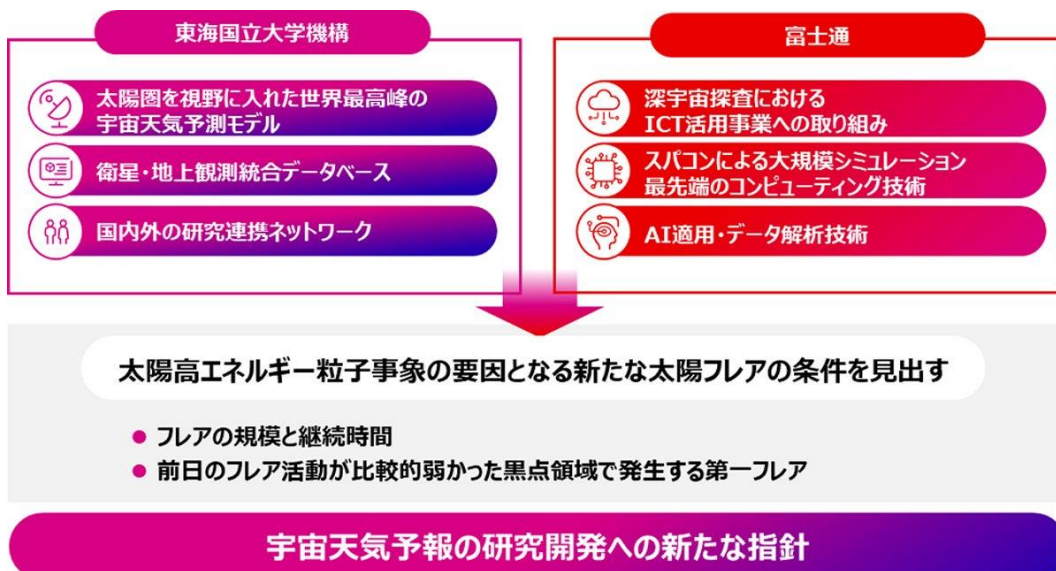 東海国立大学機構
太陽圏を視野に入れた世界最高峰の
宇宙天気予測モデル
衛星・地上観測統合データベース
国内外の研究連携ネットワーク
富士通
深宇宙探査における
ICT活用事業への取り組み
スパコンによる大規模シミュレーション
最先端のコンピューティング技術
AI適用・データ解析技術
太陽高エネルギー粒子事象の要因となる新たな太陽フレアの条件を見出す
● フレアの規模と継続時間
● 前日のフレア活動が比較的弱かった黒点領域で発生する第一フレア
宇宙天気予報の研究開発への新たな指針